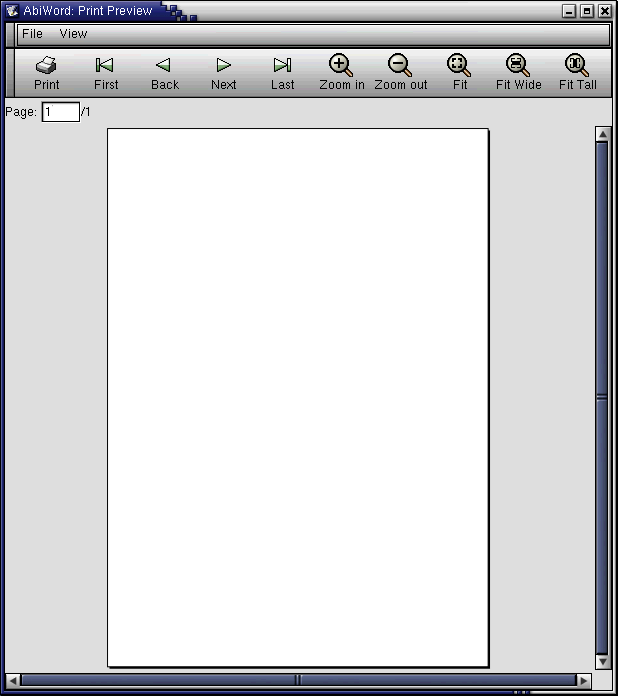 AbiWord: Print Preview
File View
Print First Back Next Last Zoom in Zoom out Fit Fit Wide Fit Tall
Page: 1 /1